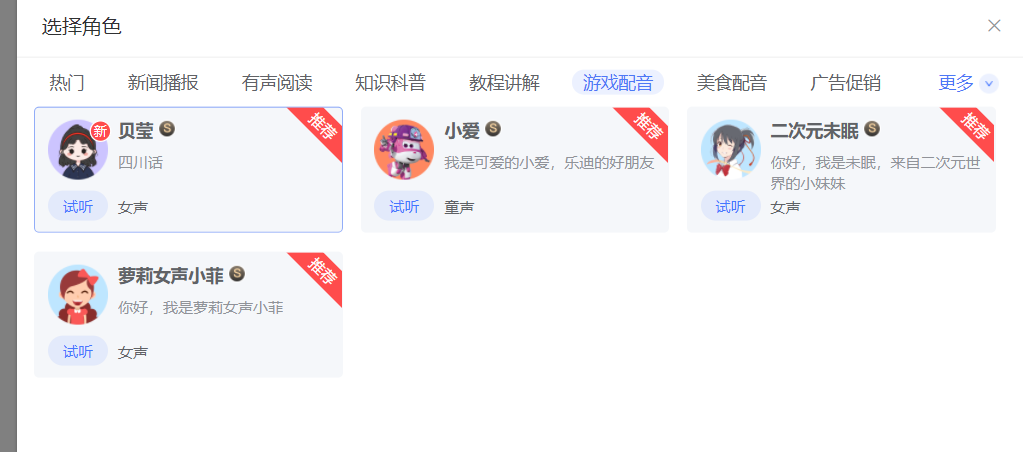 选择角色
热门 新闻播报 有声阅读 知识科普 教程讲解 游戏配音 美食配音 广告促销 更多
新 贝莹 S 推荐
四川话
试听 女声
小爱 S 推荐
我是可爱的小爱，乐迪的好朋友
试听 童声
二次元未眠 S 推荐
你好，我是未眠，来自二次元世
界的小妹妹
试听 女声
萝莉女声小菲 S 推荐
你好，我是萝莉女声小菲
试听 女声